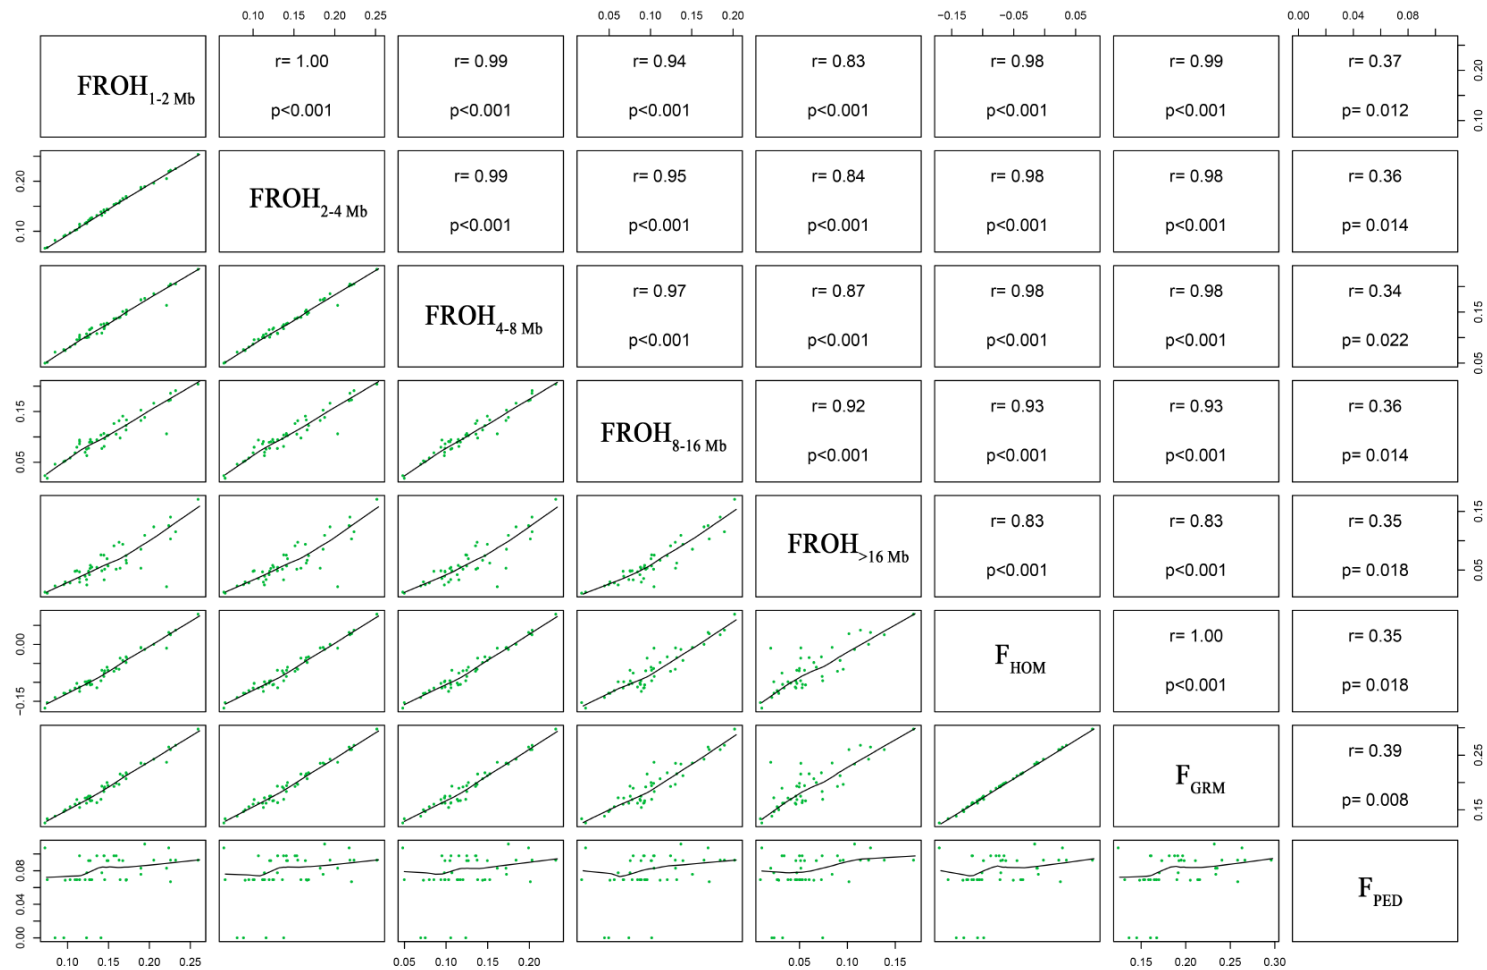 0.10 0.15 0.20 0.25 0.05 0.10 0.15 0.20 −0.15 −0.05 0.05 0.00 0.04 0.08
FROH1-2 Mb r= 1.00 r= 0.99 r= 0.94 r= 0.83 r= 0.98 r= 0.99 r= 0.37
p<0.001 p<0.001 p<0.001 p<0.001 p<0.001 p<0.001 p= 0.012
0.10 0.20
0.10 0.20
FROH2-4 Mb r= 0.99 r= 0.95 r= 0.84 r= 0.98 r= 0.98 r= 0.36
p<0.001 p<0.001 p<0.001 p<0.001 p<0.001 p= 0.014
FROH4-8 Mb r= 0.97 r= 0.87 r= 0.98 r= 0.98 r= 0.34
p<0.001 p<0.001 p<0.001 p<0.001 p= 0.022
0.05 0.15
0.05 0.15
FROH8-16 Mb r= 0.92 r= 0.93 r= 0.93 r= 0.36
p<0.001 p<0.001 p<0.001 p= 0.014
FROH>16 Mb r= 0.83 r= 0.83 r= 0.35
p<0.001 p<0.001 p= 0.018
0.05 0.15
−0.15 0.00
FHOM r= 1.00 r= 0.35
p<0.001 p= 0.018
FGRM r= 0.39
p= 0.008
0.15 0.25
0.00 0.04 0.08
FPED
0.10 0.15 0.20 0.25 0.05 0.10 0.15 0.20 0.05 0.10 0.15 0.15 0.20 0.25 0.30